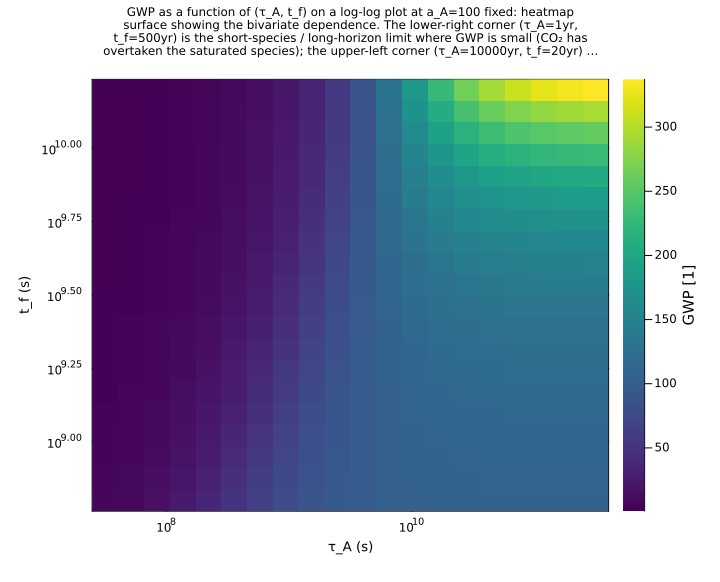 GWP as a function of (τ_A, t_f) on a log-log plot at a_A=100 fixed: heatmap
surface showing the bivariate dependence. The lower-right corner (τ_A=1yr,
t_f=500yr) is the short-species / long-horizon limit where GWP is small (CO₂ has
overtaken the saturated species); the upper-left corner (τ_A=10000yr, t_f=20yr) ...
10^10.00
10^9.75
10^9.50
10^9.25
10^9.00
t_f (s)
10^8
10^10
τ_A (s)
300
250
200
150
100
50
GWP [1]